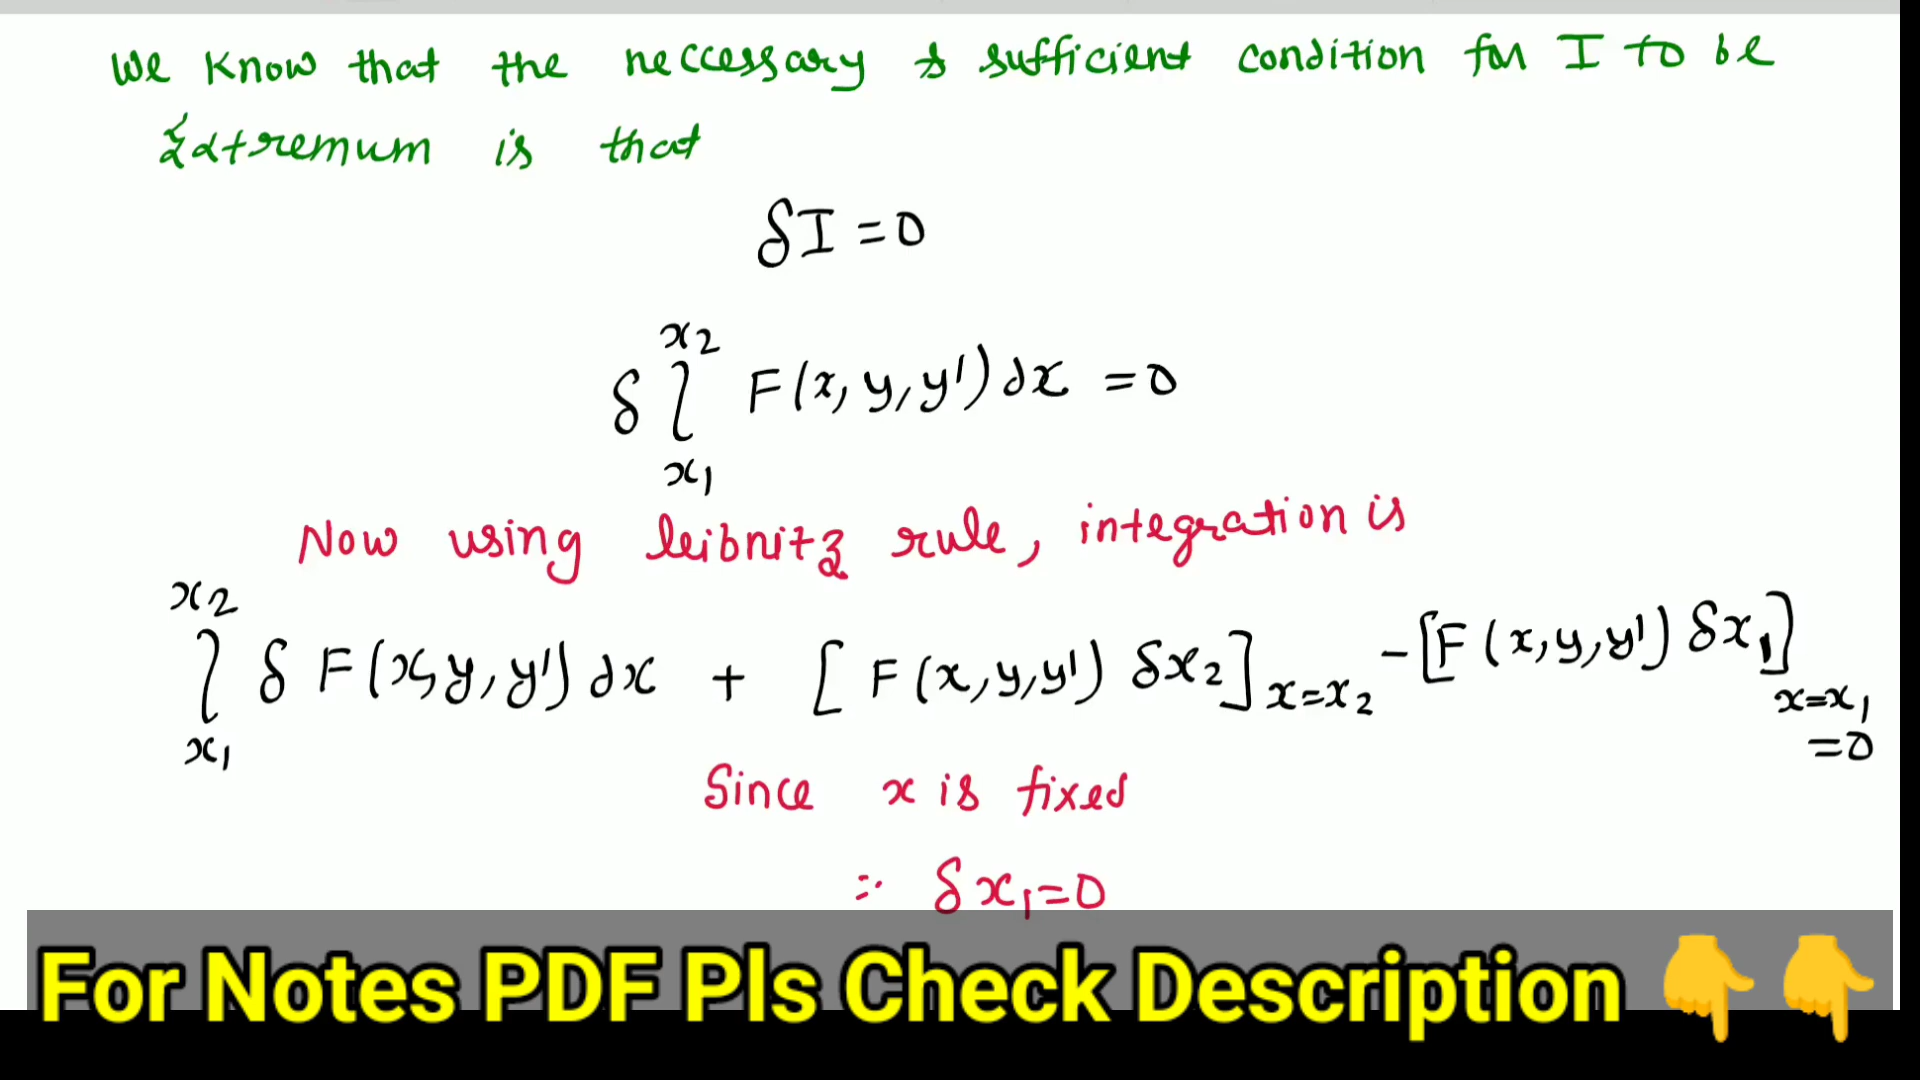 We know that the neccessary & sufficient condition for I to be
Extremum is that
δI = 0
δ ∫_{x1}^{x2} F(x, y, y') dx = 0
Now using leibnitz rule, integration is
∫_{x1}^{x2} δ F(x, y, y') dx + [F(x, y, y') δx2]_{x=x2} - [F(x, y, y') δx1]_{x=x1} = 0
Since x is fixed
∴ δx1 = 0
For Notes PDF Pls Check Description 👇👇